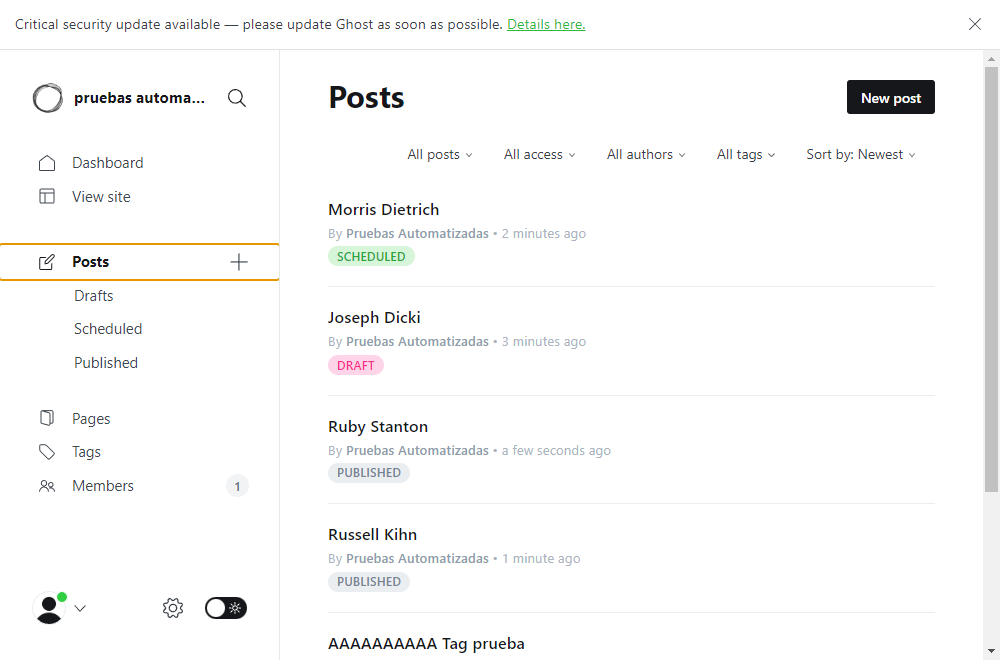 Critical security update available — please update Ghost as soon as possible. Details here.
pruebas automa...
Dashboard
View site
Posts
Drafts
Scheduled
Published
Pages
Tags
Members 1
Posts
New post
All posts All access All authors All tags Sort by: Newest
Morris Dietrich
By Pruebas Automatizadas • 2 minutes ago
SCHEDULED
Joseph Dicki
By Pruebas Automatizadas • 3 minutes ago
DRAFT
Ruby Stanton
By Pruebas Automatizadas • a few seconds ago
PUBLISHED
Russell Kihn
By Pruebas Automatizadas • 1 minute ago
PUBLISHED
AAAAAAAAAA Tag prueba